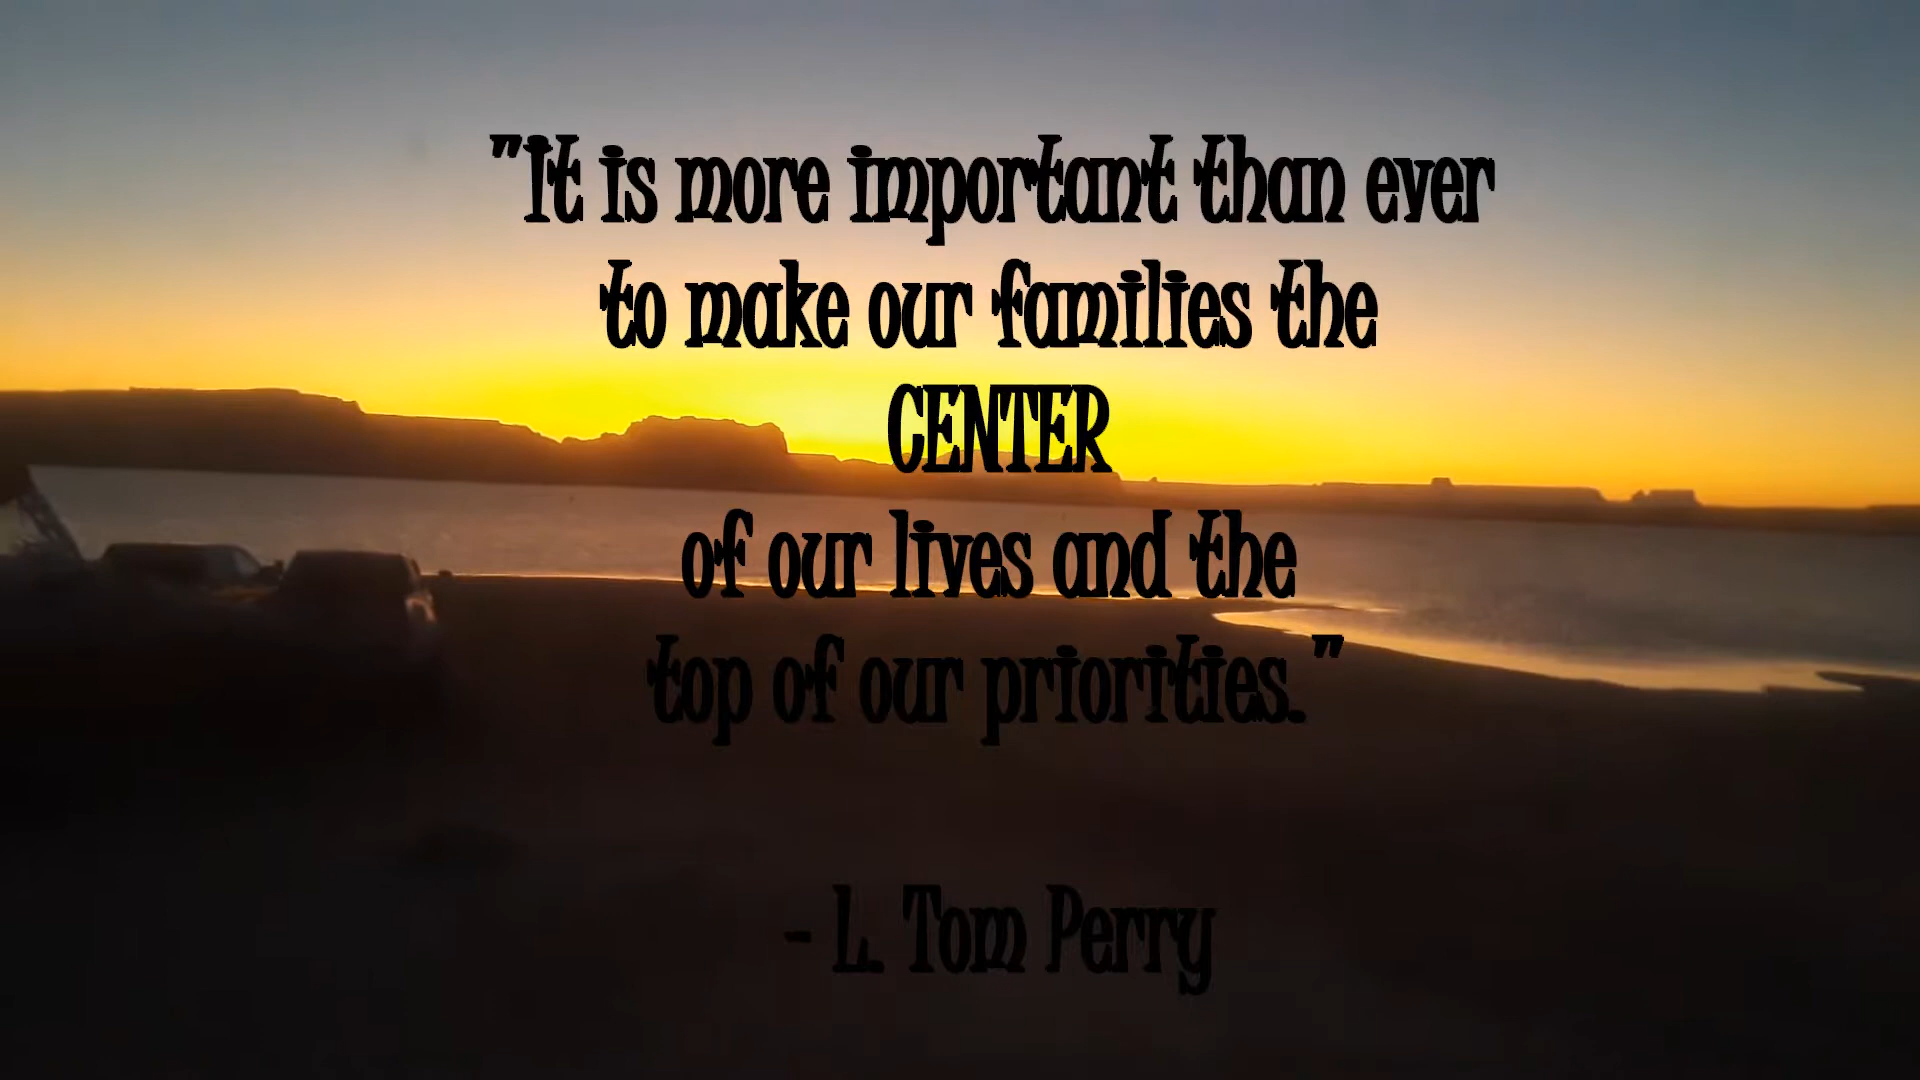 "It is more important than ever
to make our families the
CENTER
of our lives and the
top of our priorities."
- L. Tom Perry